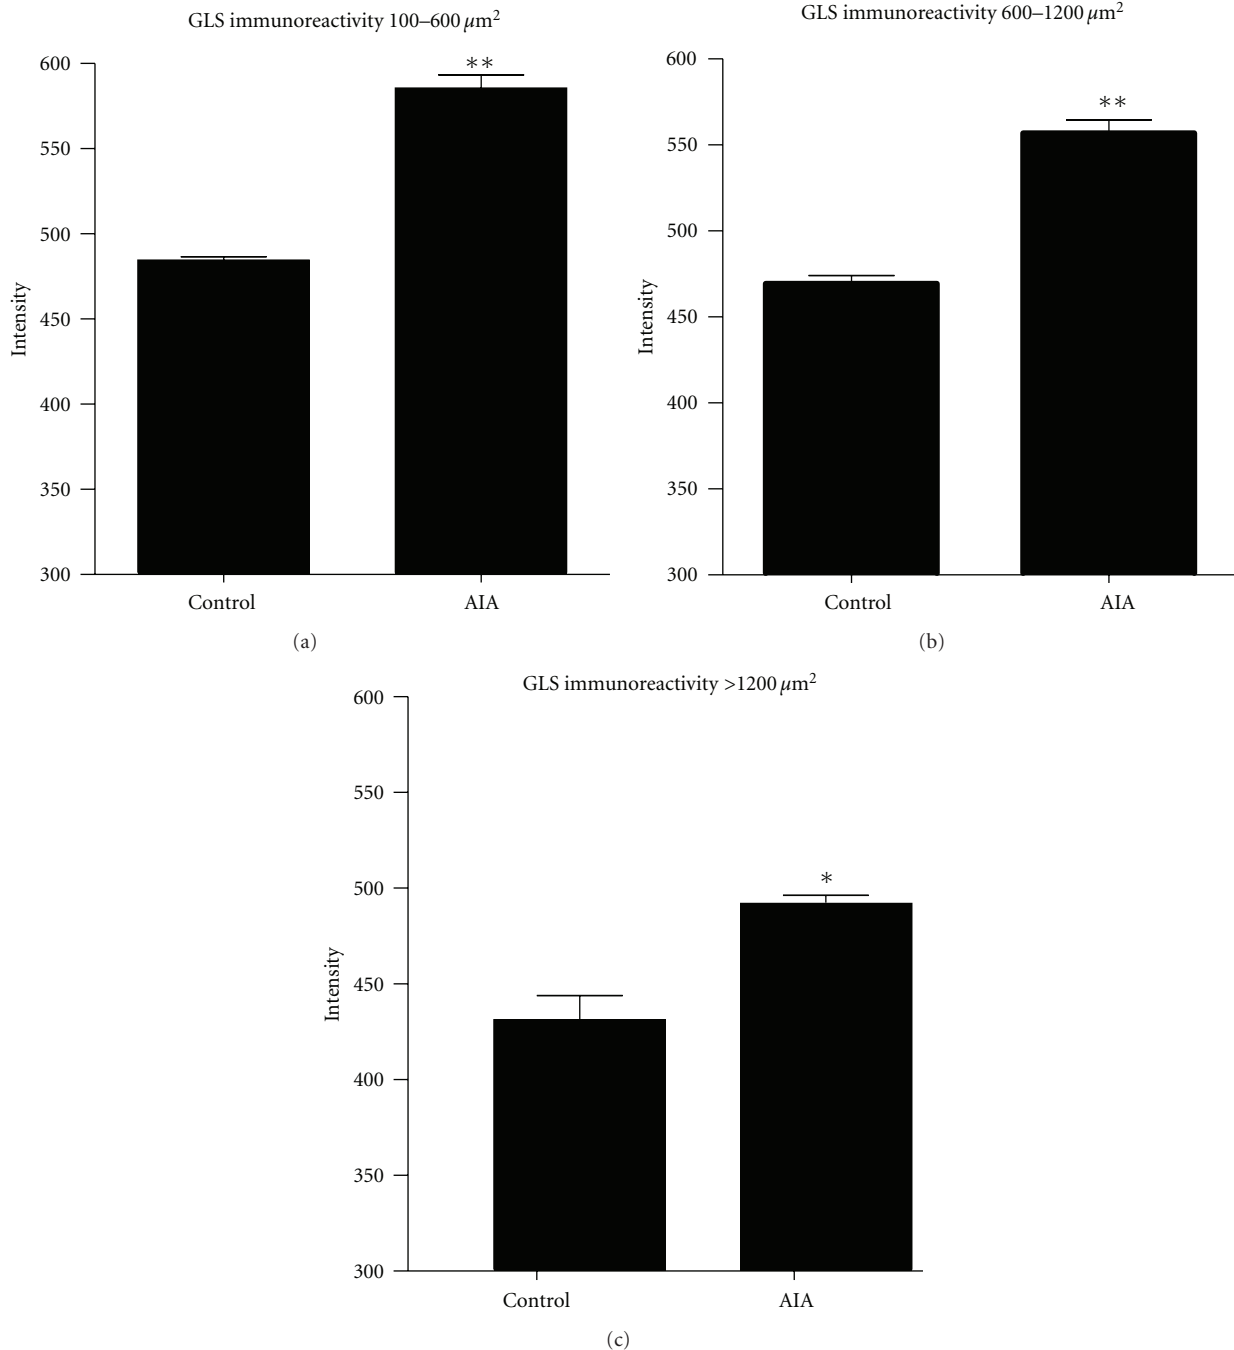 GLS immunoreactivity 100–600 μm²
600
550
500
450
400
350
300
Intensity
**
Control
AIA
(a)
GLS immunoreactivity 600–1200 μm²
600
550
500
450
400
350
300
Intensity
**
Control
AIA
(b)
GLS immunoreactivity >1200 μm²
600
550
500
450
400
350
300
Intensity
*
Control
AIA
(c)